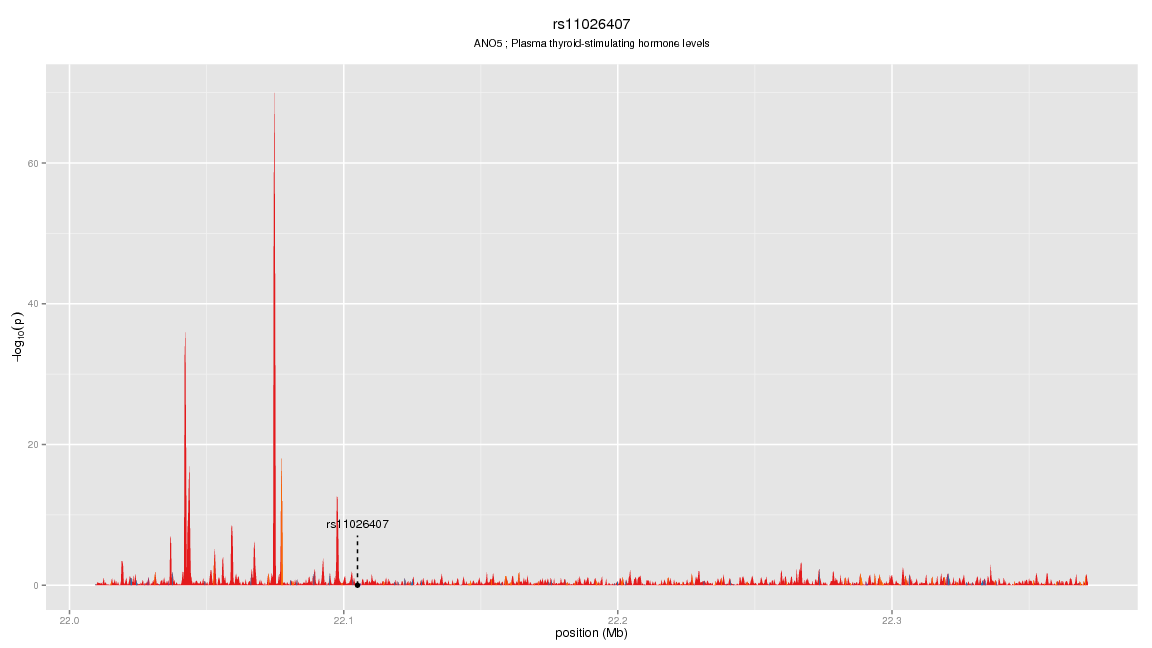 rs11026407
ANO5 ; Plasma thyroid-stimulating hormone levels
−log10(p)
60
40
20
0
rs11026407
22.0
22.1
22.2
22.3
position (Mb)